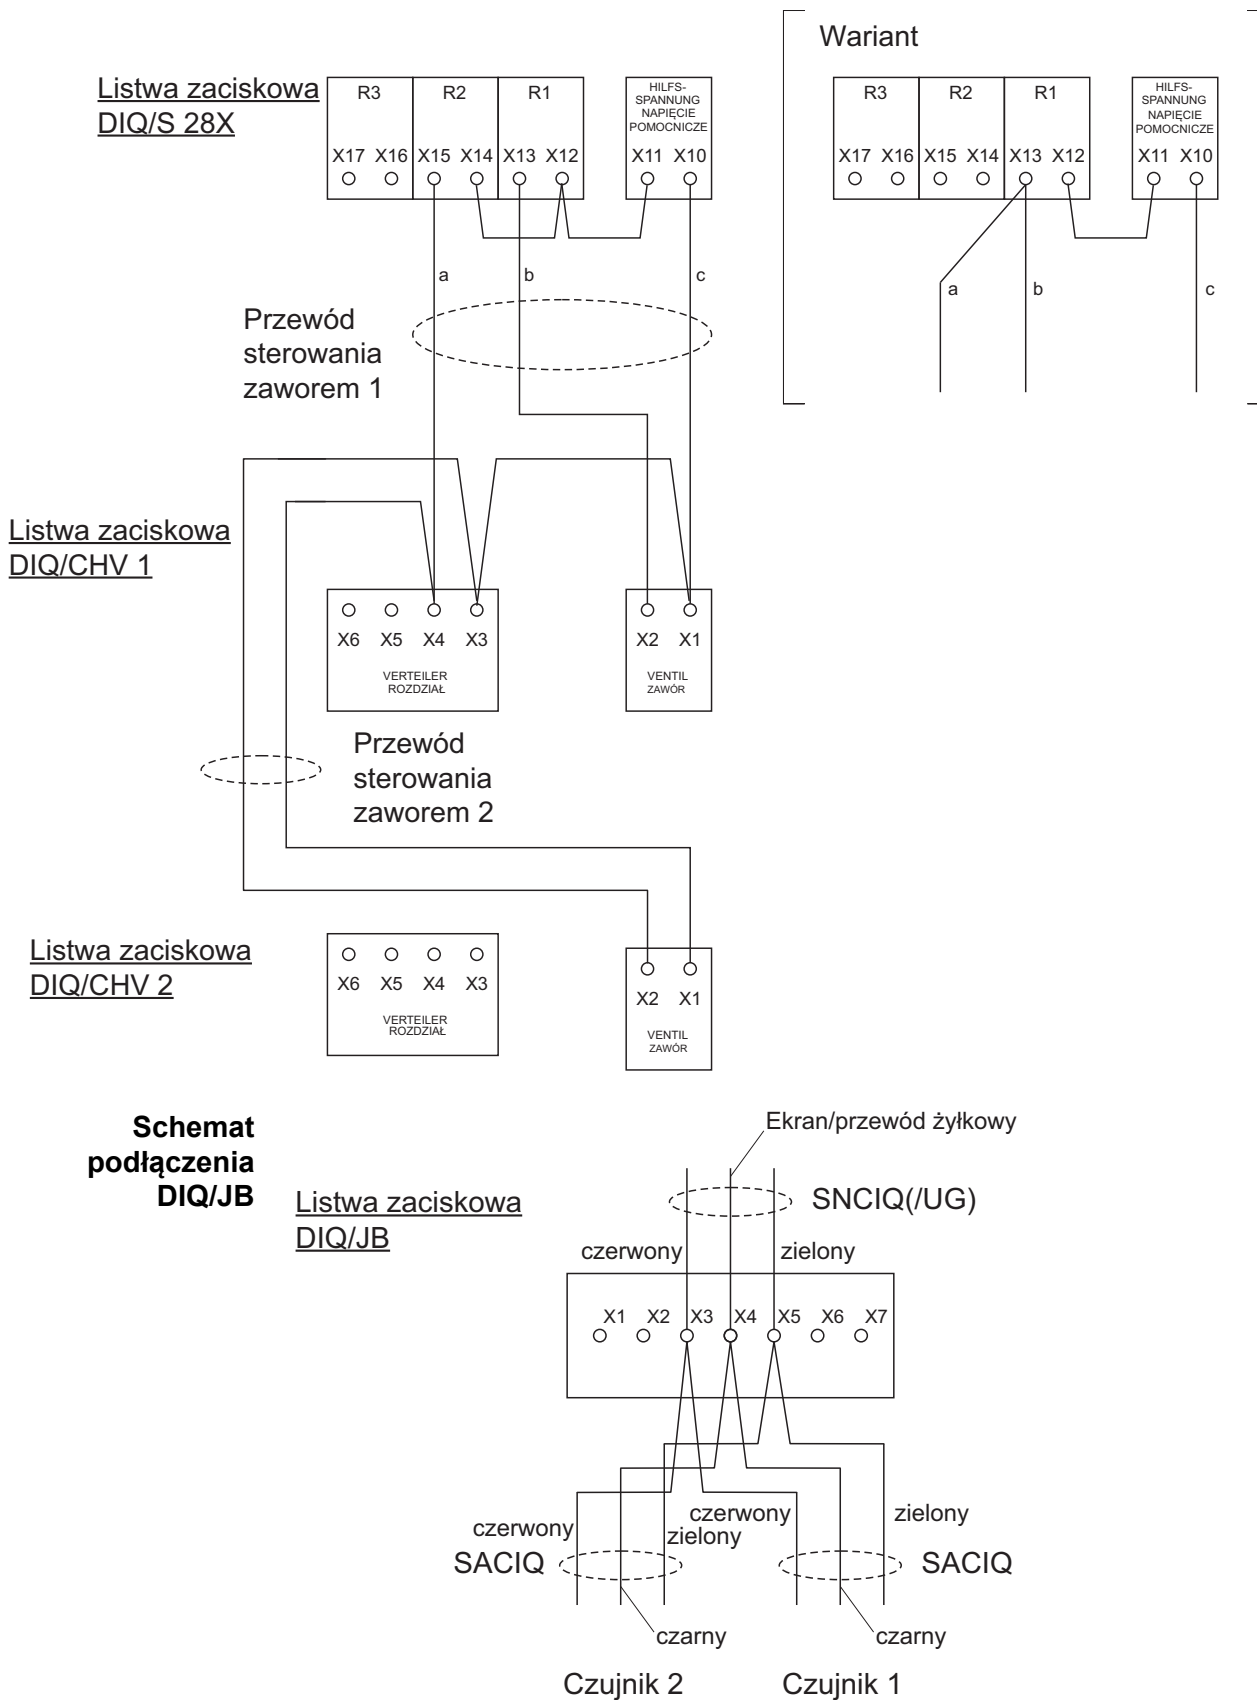 Wariant
Listwa zaciskowa
DIQ/S 28X
R3 R2 R1
HILFS-
SPANNUNG
NAPIĘCIE
POMOCNICZE
X17 X16 X15 X14 X13 X12 X11 X10
R3 R2 R1
HILFS-
SPANNUNG
NAPIĘCIE
POMOCNICZE
X17 X16 X15 X14 X13 X12 X11 X10
a b c
a b c
Przewód
sterowania
zaworem 1
Listwa zaciskowa
DIQ/CHV 1
X6 X5 X4 X3
VERTEILER
ROZDZIAŁ
X2 X1
VENTIL
ZAWÓR
Przewód
sterowania
zaworem 2
Listwa zaciskowa
DIQ/CHV 2
X6 X5 X4 X3
VERTEILER
ROZDZIAŁ
X2 X1
VENTIL
ZAWÓR
Schemat
podłączenia
DIQ/JB
Ekran/przewód żyłkowy
Listwa zaciskowa
DIQ/JB
SNCIQ(/UG)
czerwony zielony
X1 X2 X3 X4 X5 X6 X7
czerwony zielony czerwony zielony
SACIQ SACIQ
czarny czarny
Czujnik 2 Czujnik 1